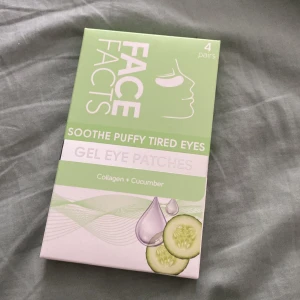 4
pairs
FACE
FACTS
SOOTHE PUFFY TIRED EYES
GEL EYE PATCHES
Collagen + Cucumber